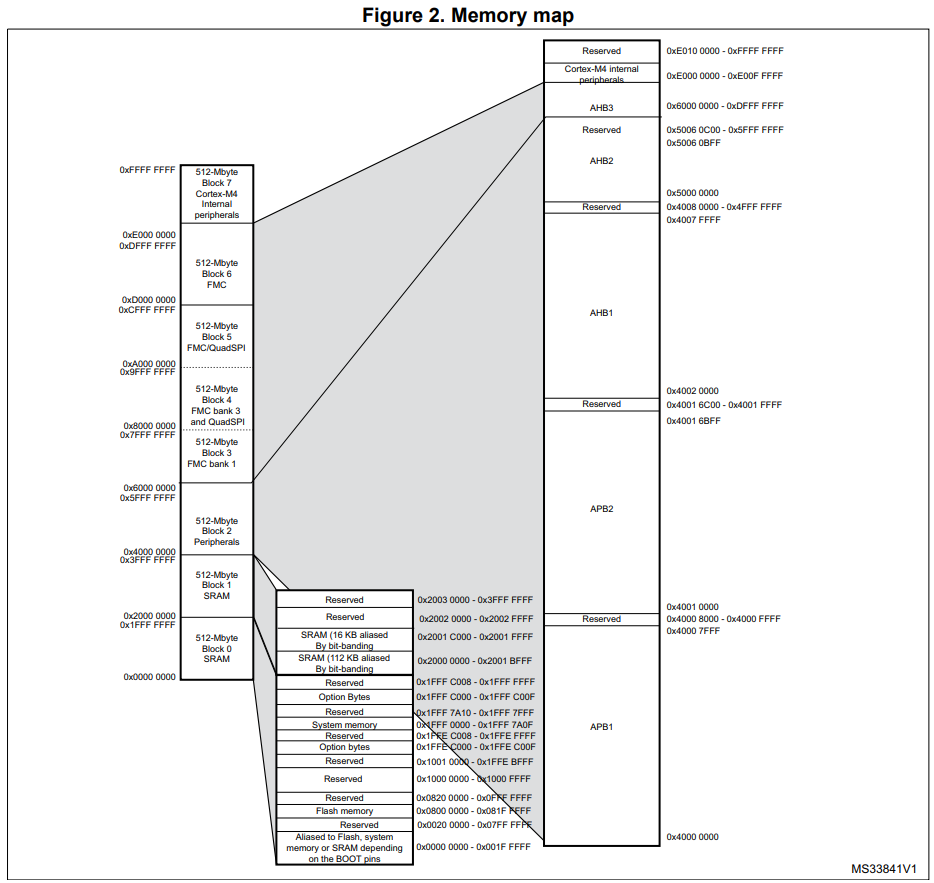 Figure 2. Memory map
0xFFFF FFFF
512-Mbyte
Block 7
Cortex-M4
Internal
peripherals
0xE000 0000
0xDFFF FFFF
512-Mbyte
Block 6
FMC
0xD000 0000
0xCFFF FFFF
512-Mbyte
Block 5
FMC/QuadSPI
0xA000 0000
0x9FFF FFFF
512-Mbyte
Block 4
FMC bank 3
and QuadSPI
0x8000 0000
0x7FFF FFFF
512-Mbyte
Block 3
FMC bank 1
0x6000 0000
0x5FFF FFFF
512-Mbyte
Block 2
Peripherals
0x4000 0000
0x3FFF FFFF
512-Mbyte
Block 1
SRAM
0x2000 0000
0x1FFF FFFF
512-Mbyte
Block 0
SRAM
0x0000 0000
Reserved 0x2003 0000 - 0x3FFF FFFF
Reserved 0x2002 0000 - 0x2002 FFFF
SRAM (16 KB aliased
By bit-banding
0x2001 C000 - 0x2001 FFFF
SRAM (112 KB aliased
By bit-banding
0x2000 0000 - 0x2001 BFFF
Reserved 0x1FFF C008 - 0x1FFF FFFF
Option Bytes 0x1FFF C000 - 0x1FFF C00F
Reserved 0x1FFF 7A10 - 0x1FFF 7FFF
System memory 0x1FFF 0000 - 0x1FFF 7A0F
Reserved 0x1FFE C008 - 0x1FFE FFFF
Option bytes 0x1FFE C000 - 0x1FFE C00F
Reserved 0x1001 0000 - 0x1FFE BFFF
Reserved 0x1000 0000 - 0x1000 FFFF
Reserved 0x0820 0000 - 0x0FFF FFFF
Flash memory 0x0800 0000 - 0x081F FFFF
Reserved 0x0020 0000 - 0x07FF FFFF
Aliased to Flash, system
memory or SRAM depending
on the BOOT pins
0x0000 0000 - 0x001F FFFF
Reserved 0xE010 0000 - 0xFFFF FFFF
Cortex-M4 internal
peripherals
0xE000 0000 - 0xE00F FFFF
AHB3 0x6000 0000 - 0xDFFF FFFF
Reserved 0x5006 0C00 - 0x5FFF FFFF
0x5006 0BFF
AHB2
0x5000 0000
Reserved 0x4008 0000 - 0x4FFF FFFF
0x4007 FFFF
AHB1
0x4002 0000
Reserved 0x4001 6C00 - 0x4001 FFFF
0x4001 6BFF
APB2
0x4001 0000
Reserved 0x4000 8000 - 0x4000 FFFF
0x4000 7FFF
APB1
0x4000 0000
MS33841V1